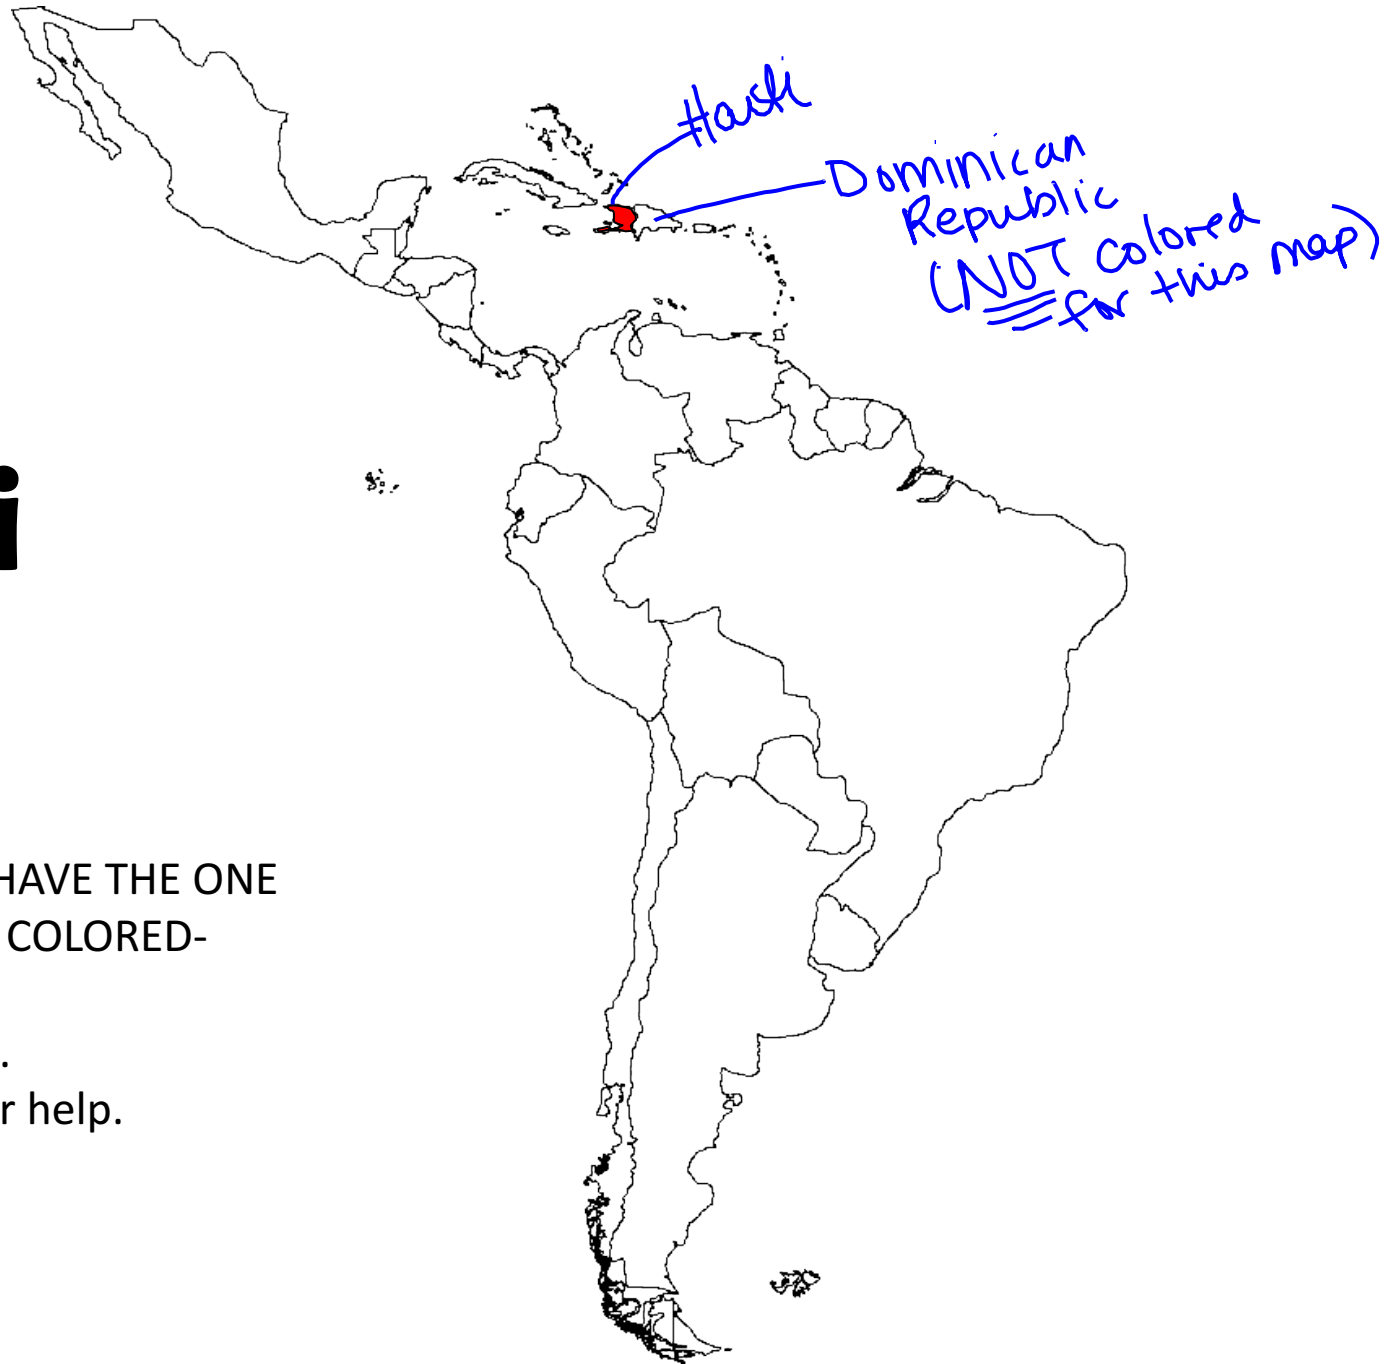 Haiti
Dominican
Republic
(NOT colored
for this map)
i
HAVE THE ONE
COLORED-
.
r help.